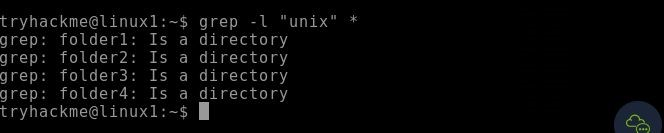 tryhackme@linux1:~$ grep -l "unix" *
grep: folder1: Is a directory
grep: folder2: Is a directory
grep: folder3: Is a directory
grep: folder4: Is a directory
tryhackme@linux1:~$